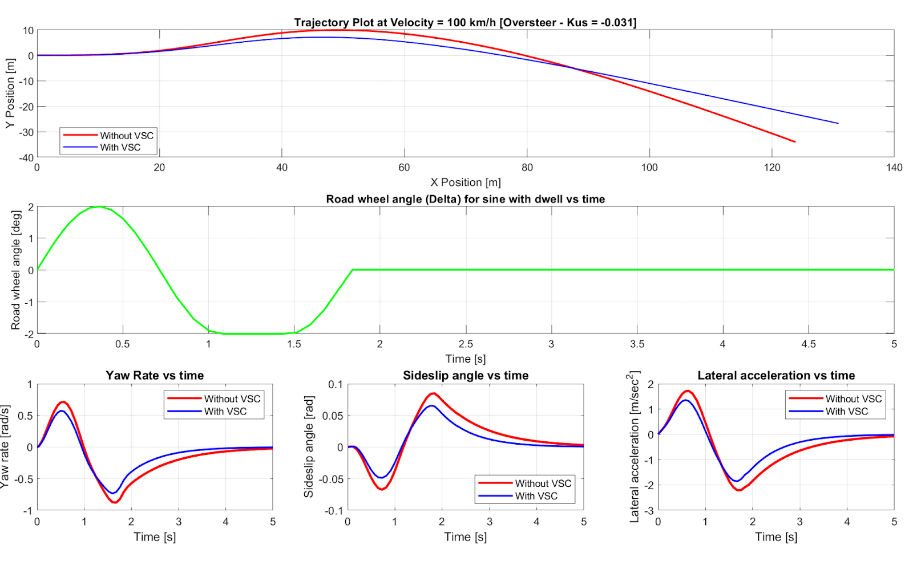 Trajectory Plot at Velocity = 100 km/h [Oversteer - Kus = -0.031]
10
0
-10
-20
-30
-40
Y Position [m]
Without VSC
With VSC
0 20 40 60 80 100 120 140
X Position [m]
Road wheel angle (Delta) for sine with dwell vs time
2
1
0
-1
-2
Road wheel angle [deg]
0 0.5 1 1.5 2 2.5 3 3.5 4 4.5 5
Time [s]
Yaw Rate vs time
1
0.5
0
-0.5
-1
Yaw rate [rad/s]
Without VSC
With VSC
0 1 2 3 4 5
Time [s]
Sideslip angle vs time
0.1
0.05
0
-0.05
-0.1
Sideslip angle [rad]
Without VSC
With VSC
0 1 2 3 4 5
Time [s]
Lateral acceleration vs time
2
1
0
-1
-2
-3
Lateral acceleration [m/sec²]
Without VSC
With VSC
0 1 2 3 4 5
Time [s]